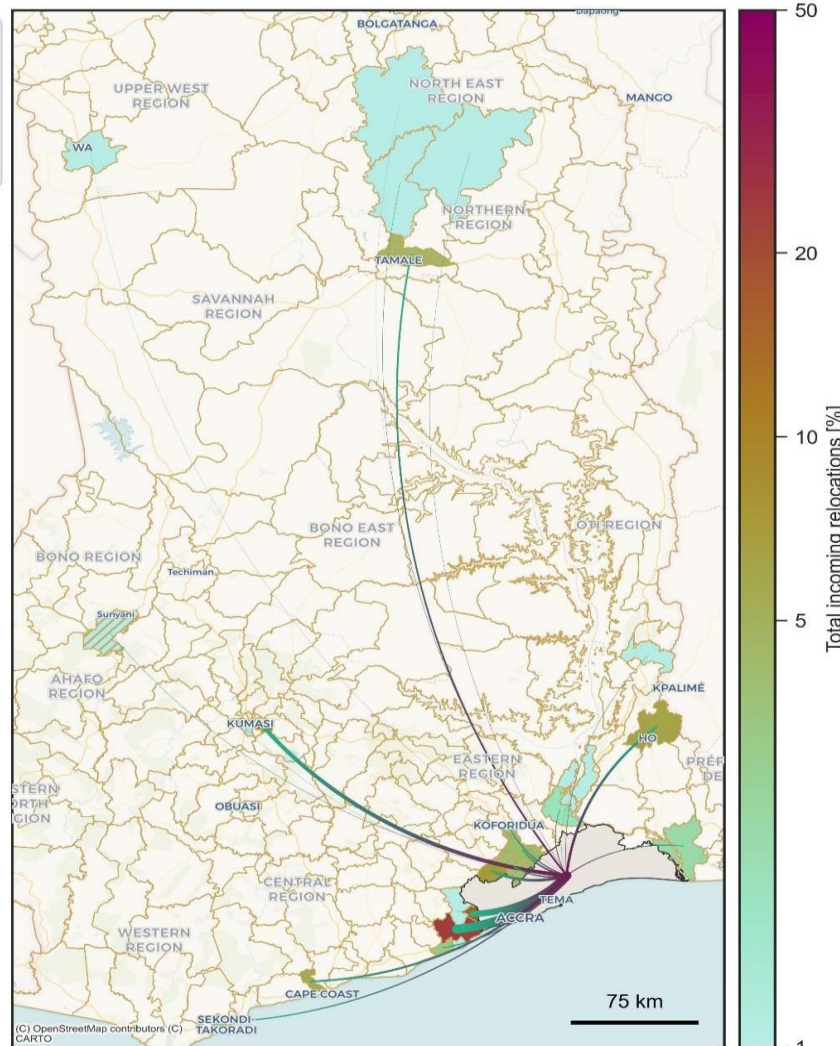 Dapaong
BOLGATANGA
UPPER WEST
REGION
NORTH EAST
REGION
MANGO
WA
NORTHERN
REGION
TAMALE
SAVANNAH
REGION
BONO EAST
REGION
OTI REGION
BONO REGION
Techiman
Sunyani
AHAFO
REGION
KPALIMÉ
KUMASI
HO
EASTERN
REGION
PRÉF
DE
STERN
ORTH
GION
OBUASI
KOFORIDUA
CENTRAL
REGION
TEMA
ACCRA
WESTERN
REGION
CAPE COAST
75 km
SEKONDI
TAKORADI
(C) OpenStreetMap contributors (C)
CARTO
50
20
10
5
1
Total incoming relocations [%]